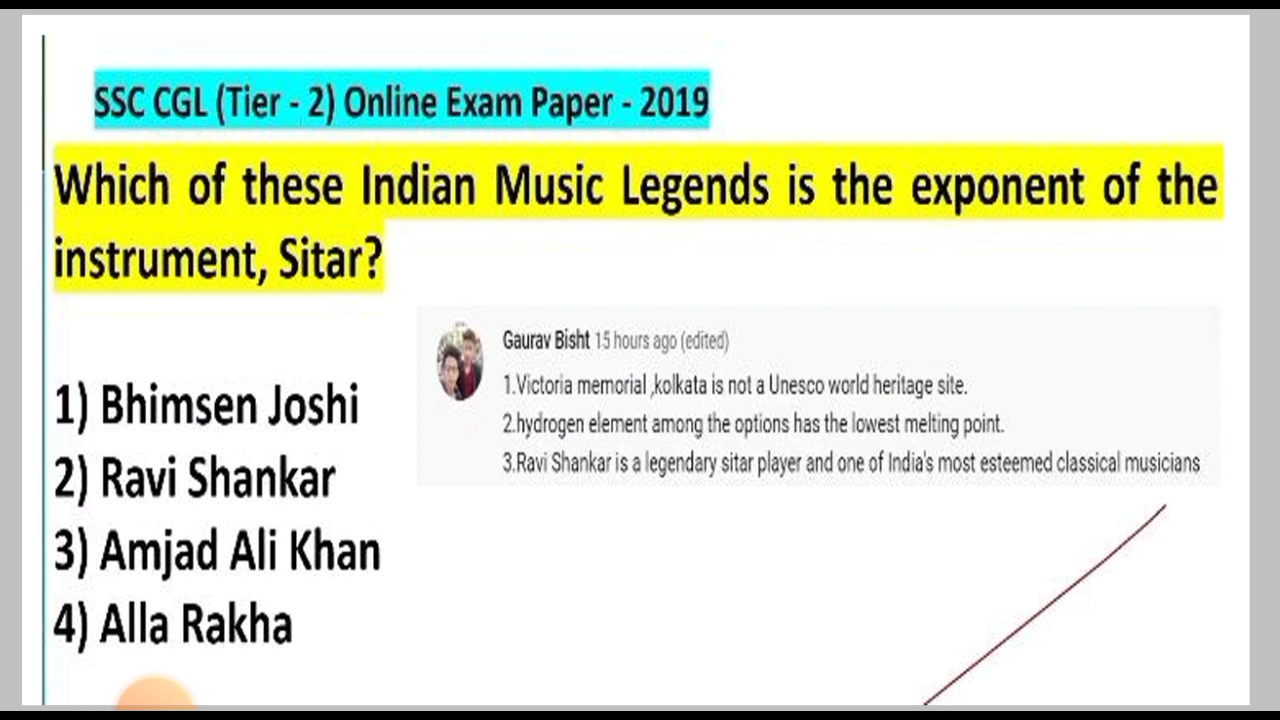 SSC CGL (Tier - 2) Online Exam Paper - 2019
Which of these Indian Music Legends is the exponent of the
instrument, Sitar?
Gaurav Bisht 15 hours ago (edited)
1.Victoria memorial ,kolkata is not a Unesco world heritage site.
2.hydrogen element among the options has the lowest melting point.
3.Ravi Shankar is a legendary sitar player and one of India's most esteemed classical musicians
1) Bhimsen Joshi
2) Ravi Shankar
3) Amjad Ali Khan
4) Alla Rakha